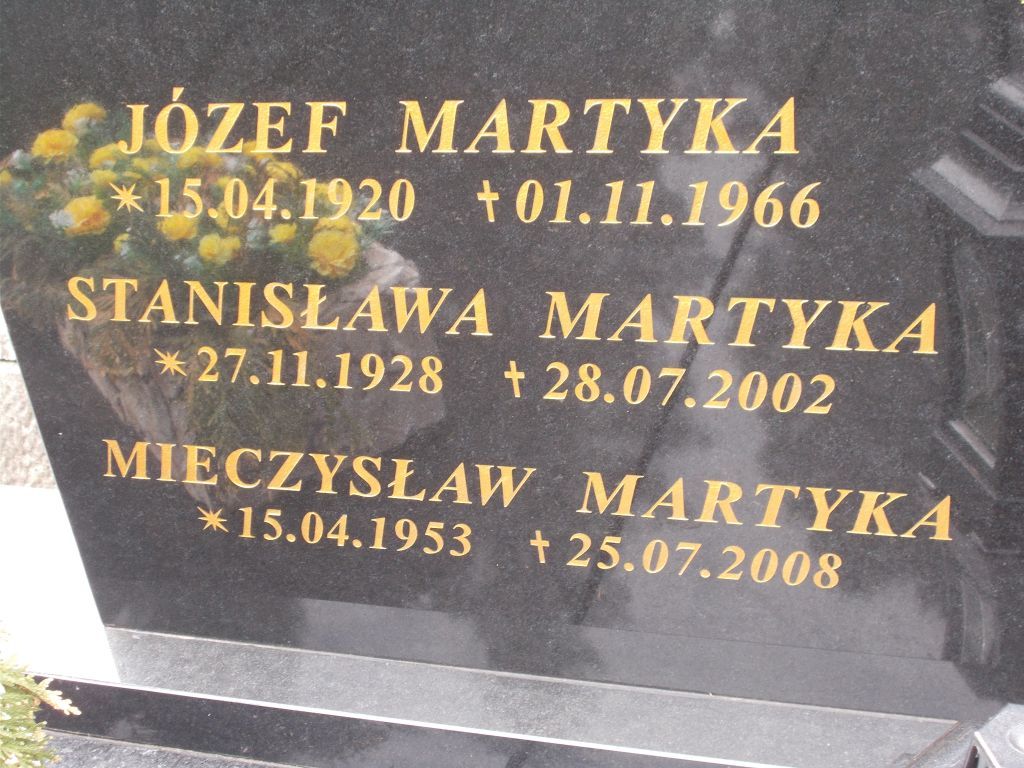 JÓZEF MARTYKA
✴15.04.1920 ✝01.11.1966
STANISŁAWA MARTYKA
✴27.11.1928 ✝28.07.2002
MIECZYSŁAW MARTYKA
✴15.04.1953 ✝25.07.2008